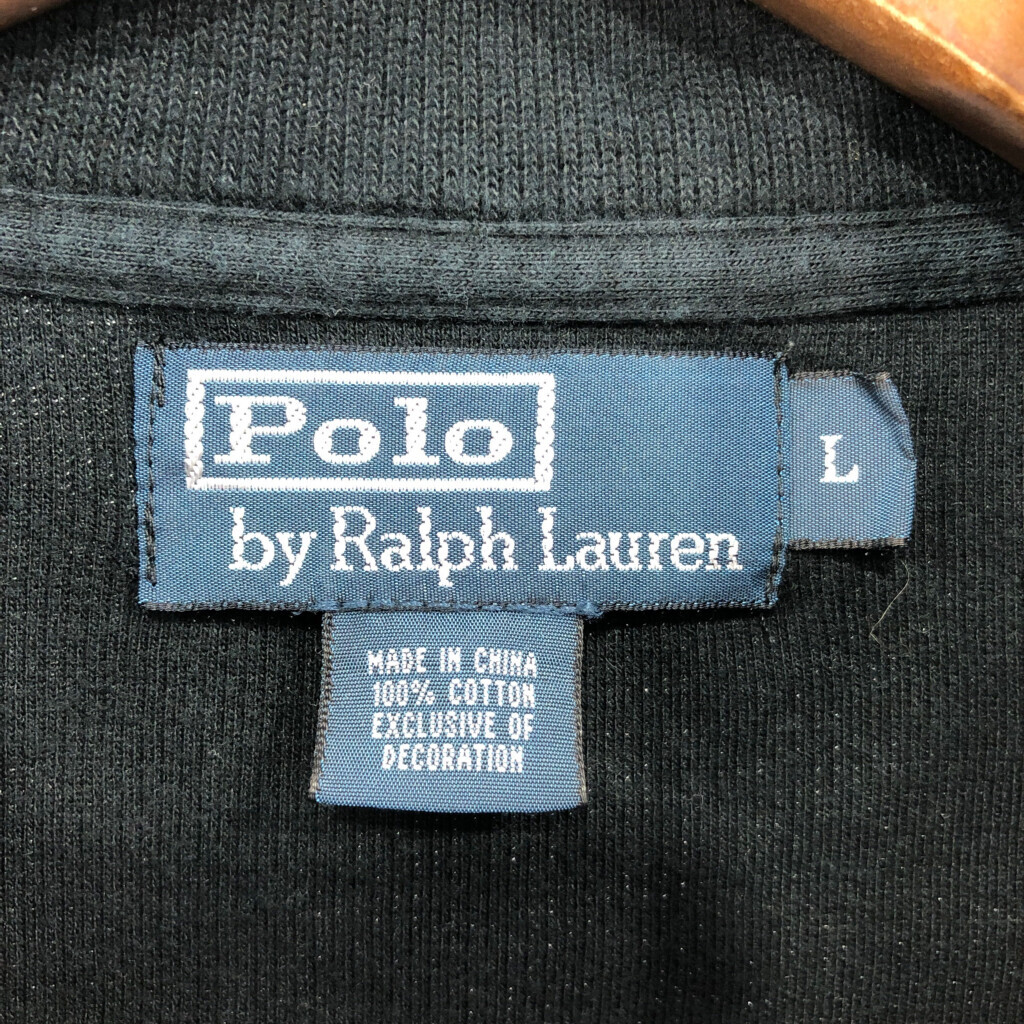 Polo
by Ralph Lauren
L
MADE IN CHINA
100% COTTON
EXCLUSIVE OF
DECORATION